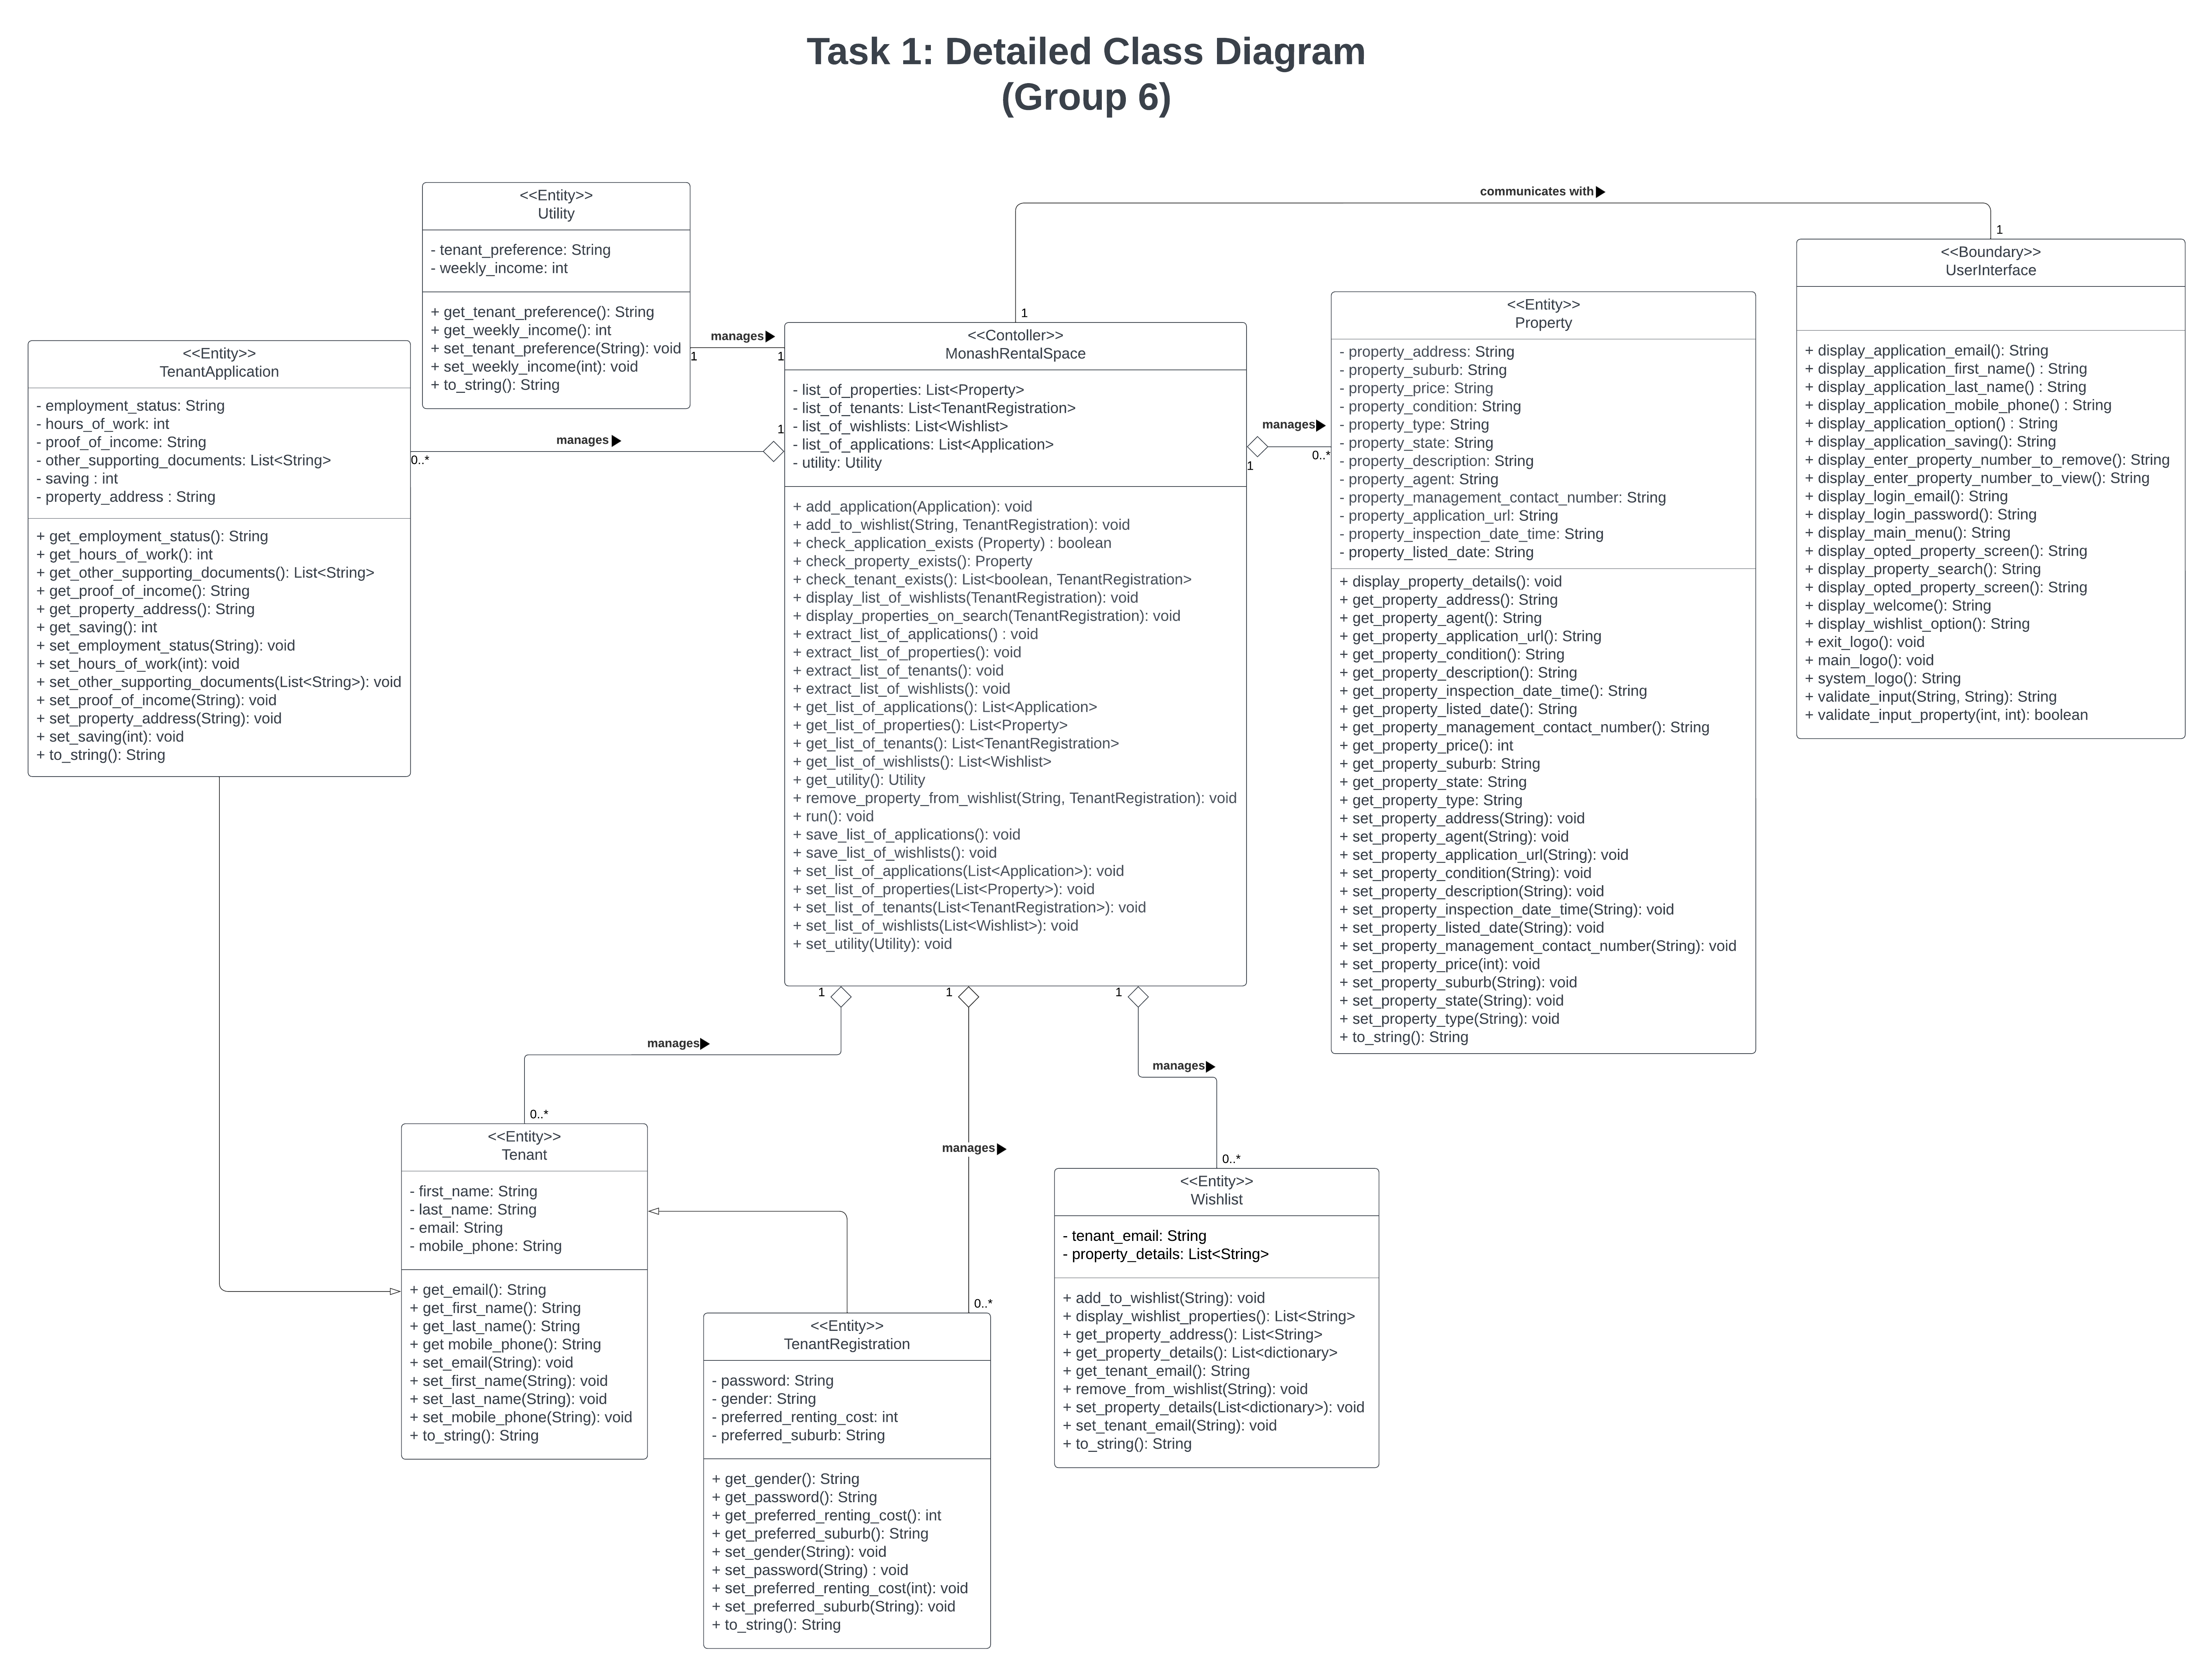 Task 1: Detailed Class Diagram
(Group 6)
<<Entity>>
Utility
- tenant_preference: String
- weekly_income: int
+ get_tenant_preference(): String
+ get_weekly_income(): int
+ set_tenant_preference(String): void
+ set_weekly_income(int): void
+ to_string(): String
manages
1
1
communicates with
1
1
<<Entity>>
TenantApplication
- employment_status: String
- hours_of_work: int
- proof_of_income: String
- other_supporting_documents: List<String>
- saving : int
- property_address : String
+ get_employment_status(): String
+ get_hours_of_work(): int
+ get_other_supporting_documents(): List<String>
+ get_proof_of_income(): String
+ get_property_address(): String
+ get_saving(): int
+ set_employment_status(String): void
+ set_hours_of_work(int): void
+ set_other_supporting_documents(List<String>): void
+ set_proof_of_income(String): void
+ set_property_address(String): void
+ set_saving(int): void
+ to_string(): String
manages
0..*
1
<<Contoller>>
MonashRentalSpace
- list_of_properties: List<Property>
- list_of_tenants: List<TenantRegistration>
- list_of_wishlists: List<Wishlist>
- list_of_applications: List<Application>
- utility: Utility
+ add_application(Application): void
+ add_to_wishlist(String, TenantRegistration): void
+ check_application_exists (Property) : boolean
+ check_property_exists(): Property
+ check_tenant_exists(): List<boolean, TenantRegistration>
+ display_list_of_wishlists(TenantRegistration): void
+ display_properties_on_search(TenantRegistration): void
+ extract_list_of_applications() : void
+ extract_list_of_properties(): void
+ extract_list_of_tenants(): void
+ extract_list_of_wishlists(): void
+ get_list_of_applications(): List<Application>
+ get_list_of_properties(): List<Property>
+ get_list_of_tenants(): List<TenantRegistration>
+ get_list_of_wishlists(): List<Wishlist>
+ get_utility(): Utility
+ remove_property_from_wishlist(String, TenantRegistration): void
+ run(): void
+ save_list_of_applications(): void
+ save_list_of_wishlists(): void
+ set_list_of_applications(List<Application>): void
+ set_list_of_properties(List<Property>): void
+ set_list_of_tenants(List<TenantRegistration>): void
+ set_list_of_wishlists(List<Wishlist>): void
+ set_utility(Utility): void
manages
1
0..*
<<Entity>>
Property
- property_address: String
- property_suburb: String
- property_price: String
- property_condition: String
- property_type: String
- property_state: String
- property_description: String
- property_agent: String
- property_management_contact_number: String
- property_application_url: String
- property_inspection_date_time: String
- property_listed_date: String
+ display_property_details(): void
+ get_property_address(): String
+ get_property_agent(): String
+ get_property_application_url(): String
+ get_property_condition(): String
+ get_property_description(): String
+ get_property_inspection_date_time(): String
+ get_property_listed_date(): String
+ get_property_management_contact_number(): String
+ get_property_price(): int
+ get_property_suburb: String
+ get_property_state: String
+ get_property_type: String
+ set_property_address(String): void
+ set_property_agent(String): void
+ set_property_application_url(String): void
+ set_property_condition(String): void
+ set_property_description(String): void
+ set_property_inspection_date_time(String): void
+ set_property_listed_date(String): void
+ set_property_management_contact_number(String): void
+ set_property_price(int): void
+ set_property_suburb(String): void
+ set_property_state(String): void
+ set_property_type(String): void
+ to_string(): String
<<Boundary>>
UserInterface
+ display_application_email(): String
+ display_application_first_name() : String
+ display_application_last_name() : String
+ display_application_mobile_phone() : String
+ display_application_option() : String
+ display_application_saving(): String
+ display_enter_property_number_to_remove(): String
+ display_enter_property_number_to_view(): String
+ display_login_email(): String
+ display_login_password(): String
+ display_main_menu(): String
+ display_opted_property_screen(): String
+ display_property_search(): String
+ display_opted_property_screen(): String
+ display_welcome(): String
+ display_wishlist_option(): String
+ exit_logo(): void
+ main_logo(): void
+ system_logo(): String
+ validate_input(String, String): String
+ validate_input_property(int, int): boolean
1
1
1
manages
0..*
manages
0..*
manages
0..*
<<Entity>>
Tenant
- first_name: String
- last_name: String
- email: String
- mobile_phone: String
+ get_email(): String
+ get_first_name(): String
+ get_last_name(): String
+ get mobile_phone(): String
+ set_email(String): void
+ set_first_name(String): void
+ set_last_name(String): void
+ set_mobile_phone(String): void
+ to_string(): String
<<Entity>>
TenantRegistration
- password: String
- gender: String
- preferred_renting_cost: int
- preferred_suburb: String
+ get_gender(): String
+ get_password(): String
+ get_preferred_renting_cost(): int
+ get_preferred_suburb(): String
+ set_gender(String): void
+ set_password(String) : void
+ set_preferred_renting_cost(int): void
+ set_preferred_suburb(String): void
+ to_string(): String
<<Entity>>
Wishlist
- tenant_email: String
- property_details: List<String>
+ add_to_wishlist(String): void
+ display_wishlist_properties(): List<String>
+ get_property_address(): List<String>
+ get_property_details(): List<dictionary>
+ get_tenant_email(): String
+ remove_from_wishlist(String): void
+ set_property_details(List<dictionary>): void
+ set_tenant_email(String): void
+ to_string(): String